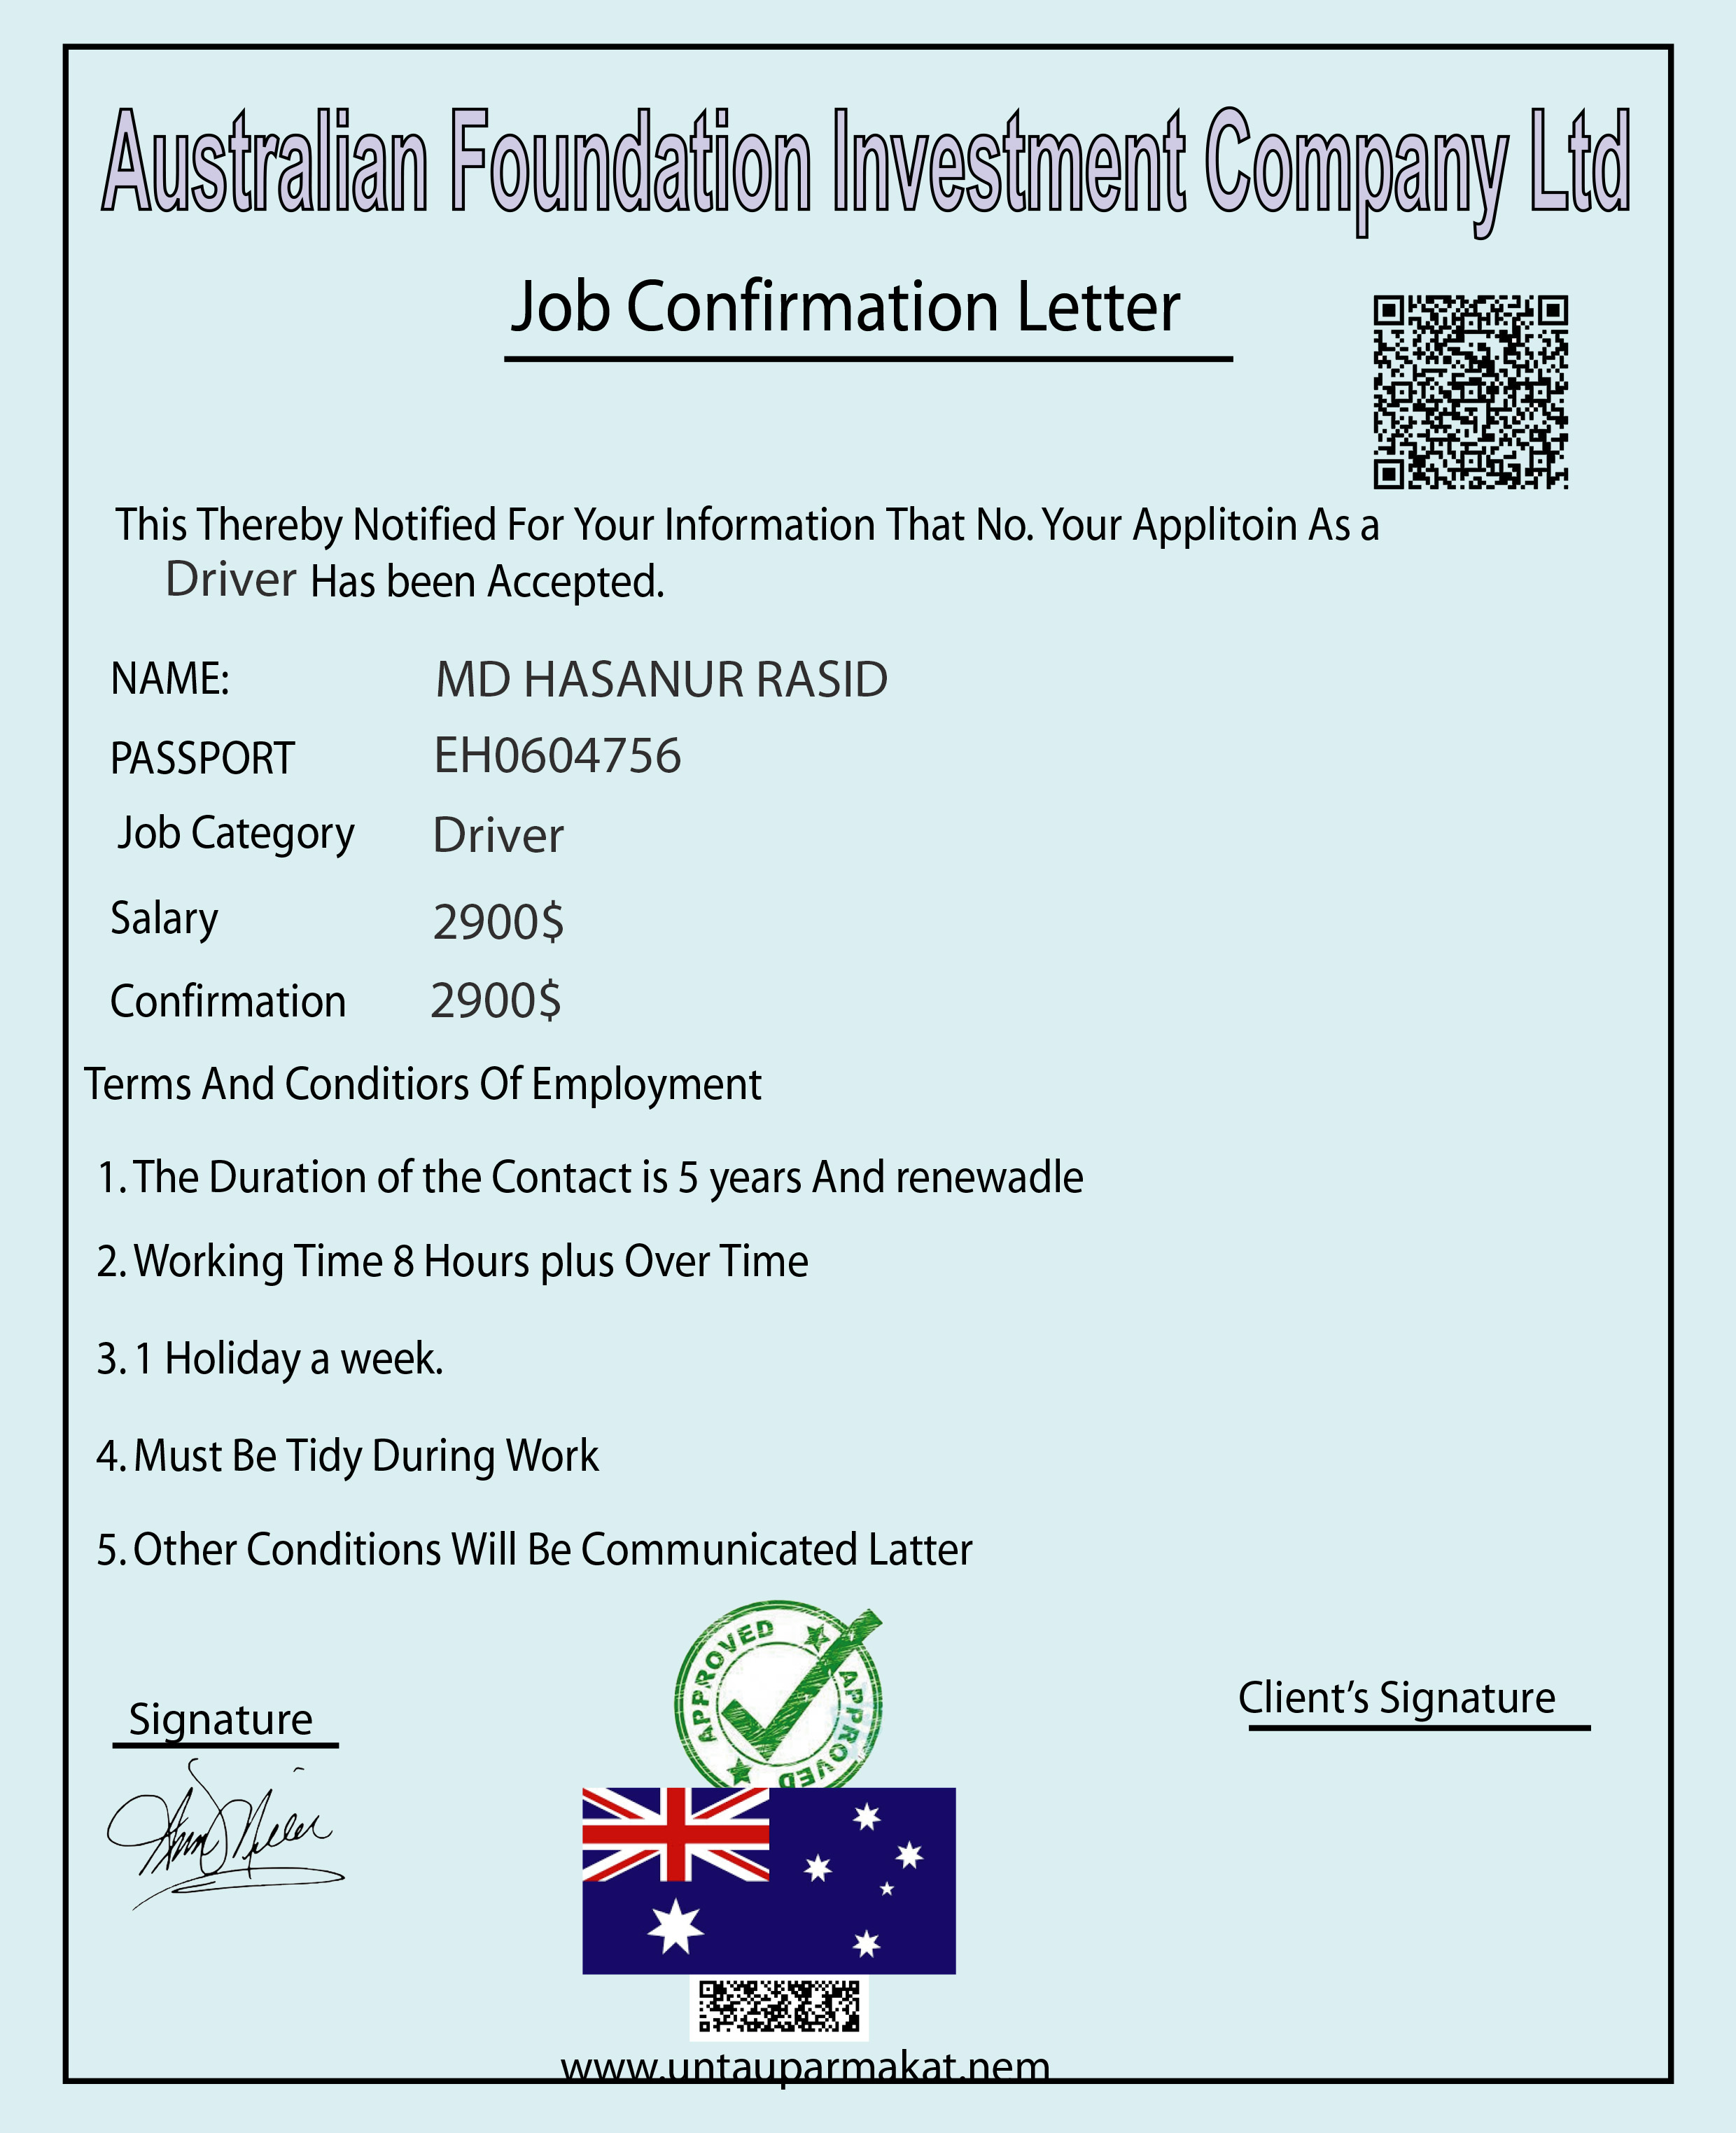 Australian Foundation Investment Company Ltd
Job Confirmation Letter
This Thereby Notified For Your Information That No. Your Applitoin As a
Driver Has been Accepted.
NAME: MD HASANUR RASID
PASSPORT EH0604756
Job Category Driver
Salary 2900$
Confirmation 2900$
Terms And Conditiors Of Employment
1. The Duration of the Contact is 5 years And renewadle
2. Working Time 8 Hours plus Over Time
3. 1 Holiday a week.
4. Must Be Tidy During Work
5. Other Conditions Will Be Communicated Latter
APPROVED
APPROVED
APPROVED
Signature
Client's Signature
www.untauparmakat.nem